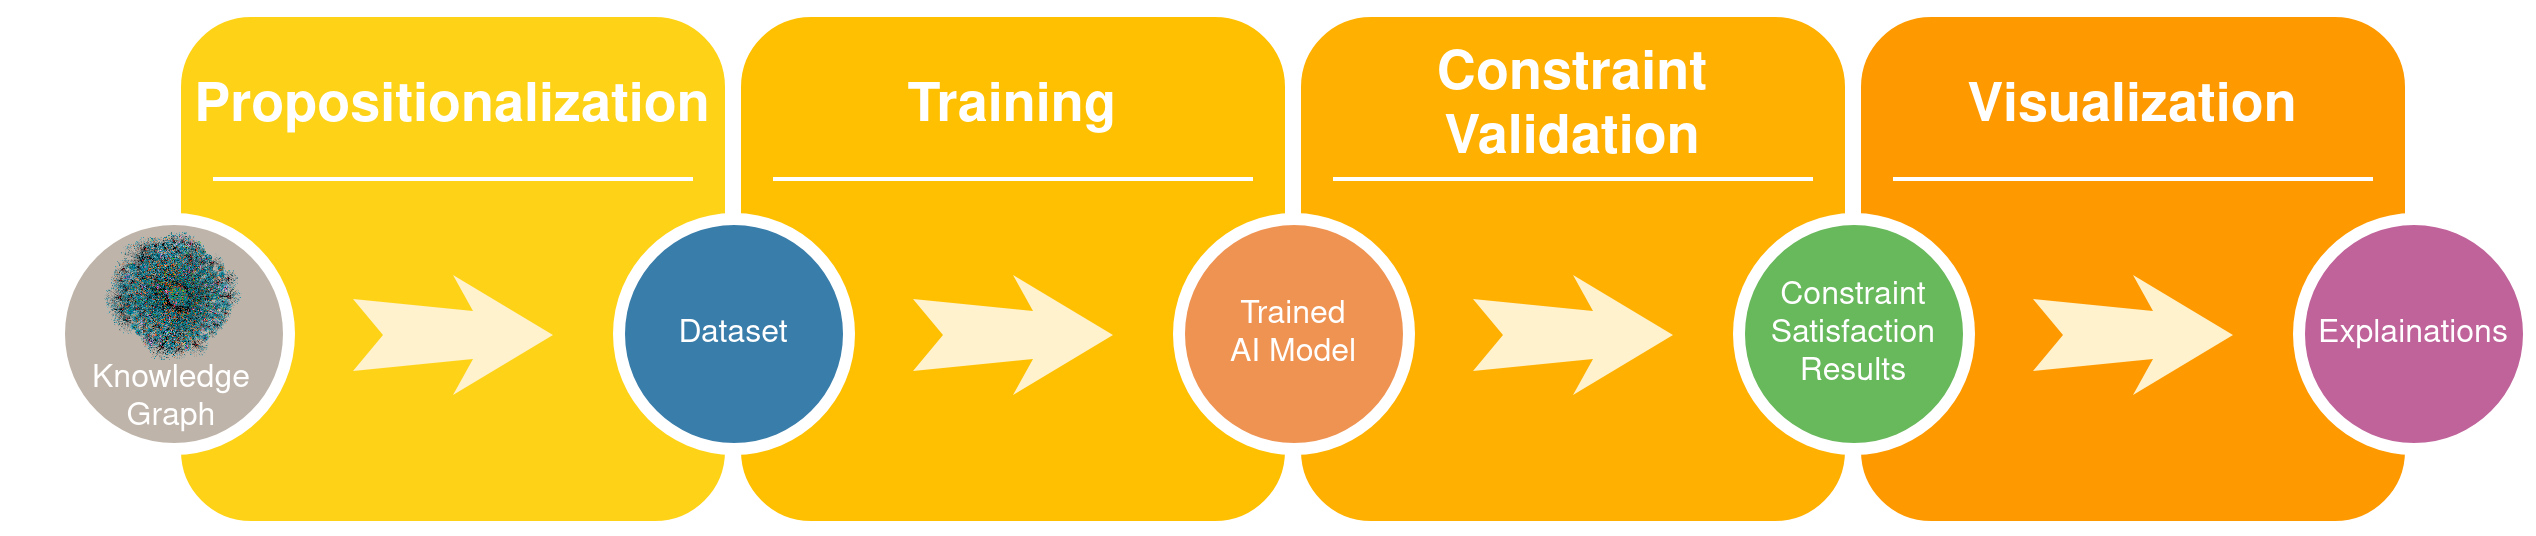 Propositionalization
Training
Constraint
Validation
Visualization
Knowledge
Graph
Dataset
Trained
AI Model
Constraint
Satisfaction
Results
Explainations